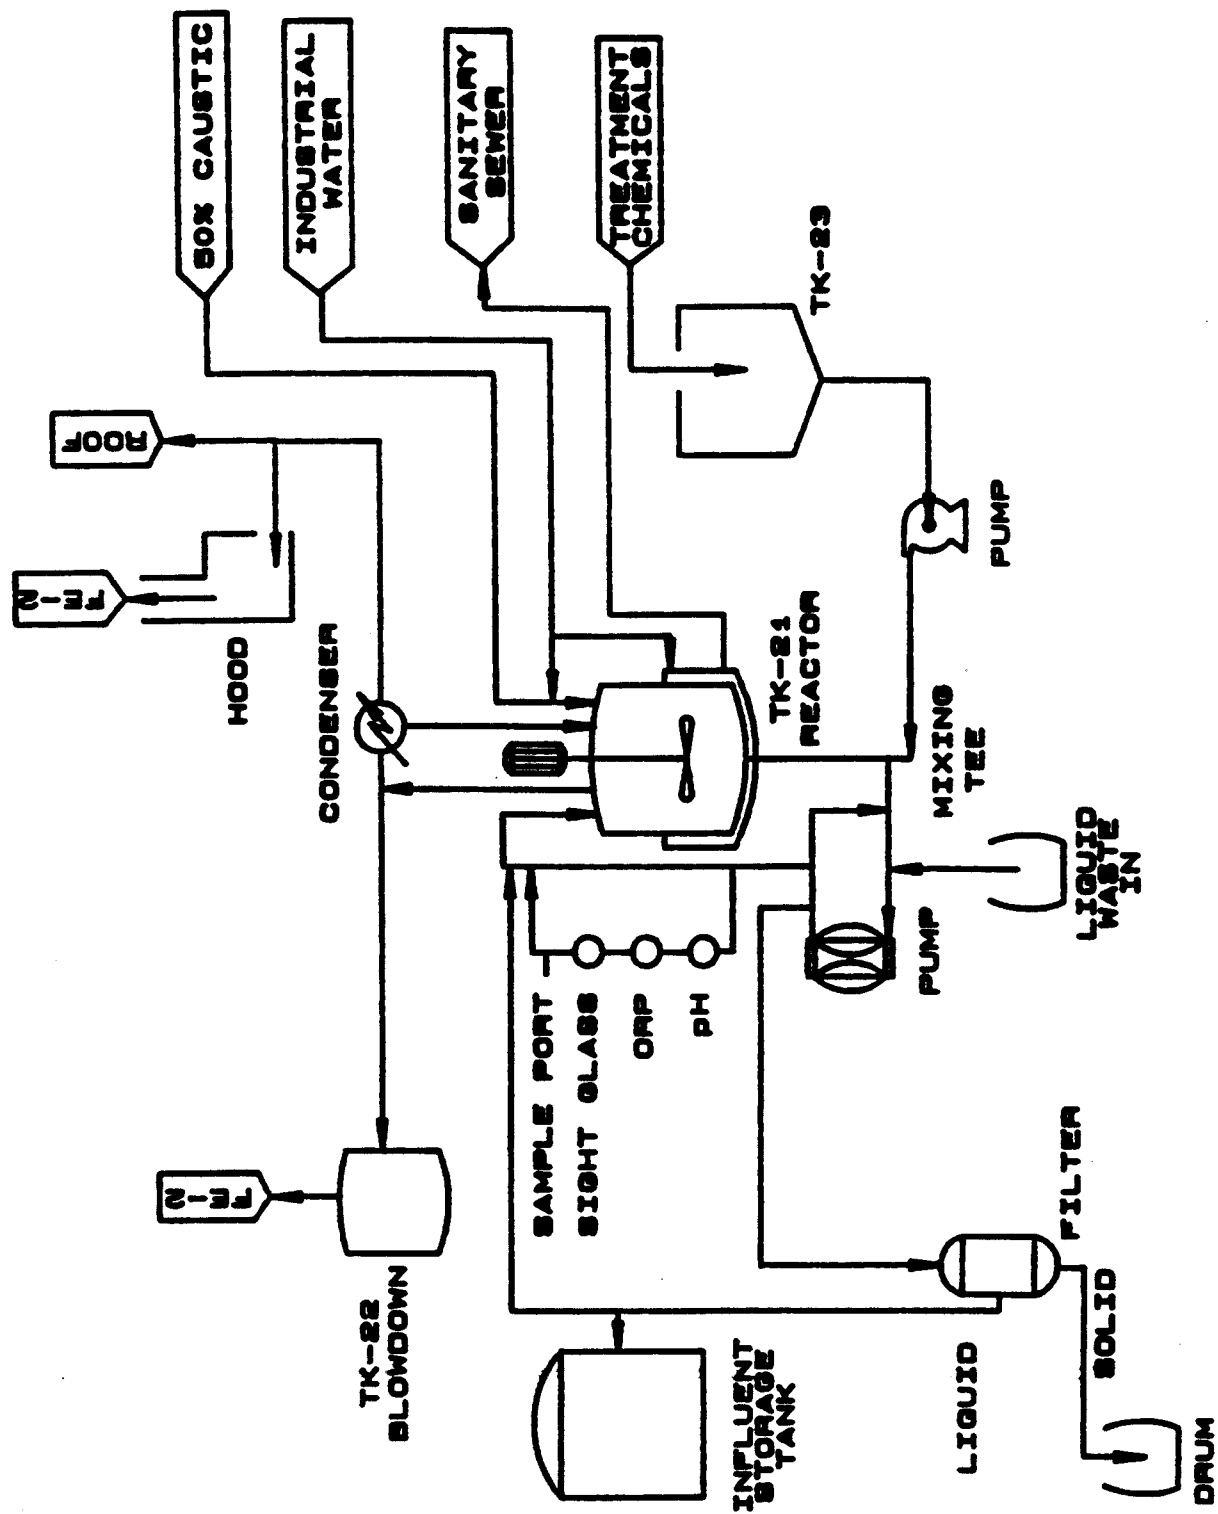 FE-12
ROOF
50% CAUSTIC
FE-12
HOOD
INDUSTRIAL
WATER
CONDENSER
TK-22
BLOWDOWN
SANITARY
SEWER
SAMPLE PORT
SIGHT GLASS
ORP
pH
TREATMENT
CHEMICALS
INFLUENT
STORAGE
TANK
TK-21
REACTOR
TK-23
PUMP
MIXING
TEE
PUMP
LIQUID
FILTER
SOLID
LIQUID
WASTE
IN
DRUM